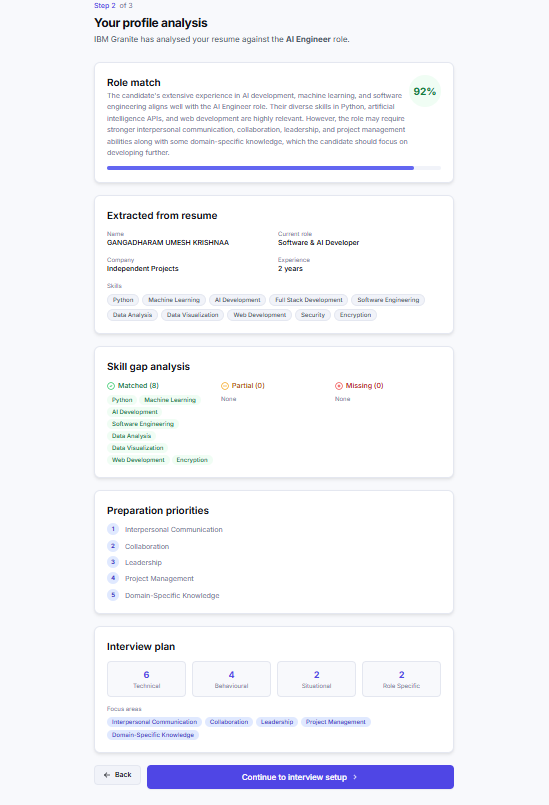 Step 2 of 3
Your profile analysis
IBM Granite has analysed your resume against the AI Engineer role.
Role match
The candidate's extensive experience in AI development, machine learning, and software
engineering aligns well with the AI Engineer role. Their diverse skills in Python, artificial
intelligence APIs, and web development are highly relevant. However, the role may require
stronger interpersonal communication, collaboration, leadership, and project management
abilities along with some domain-specific knowledge, which the candidate should focus on
developing further.
92%
Extracted from resume
Name
GANGADHARAM UMESH KRISHNAA
Current role
Software & AI Developer
Company
Independent Projects
Experience
2 years
Skills
Python Machine Learning AI Development Full Stack Development Software Engineering
Data Analysis Data Visualization Web Development Security Encryption
Skill gap analysis
Matched (8)
Python Machine Learning
AI Development
Software Engineering
Data Analysis
Data Visualization
Web Development Encryption
Partial (0)
None
Missing (0)
None
Preparation priorities
1 Interpersonal Communication
2 Collaboration
3 Leadership
4 Project Management
5 Domain-Specific Knowledge
Interview plan
6
Technical
4
Behavioural
2
Situational
2
Role Specific
Focus areas
Interpersonal Communication Collaboration Leadership Project Management
Domain-Specific Knowledge
← Back
Continue to interview setup ›